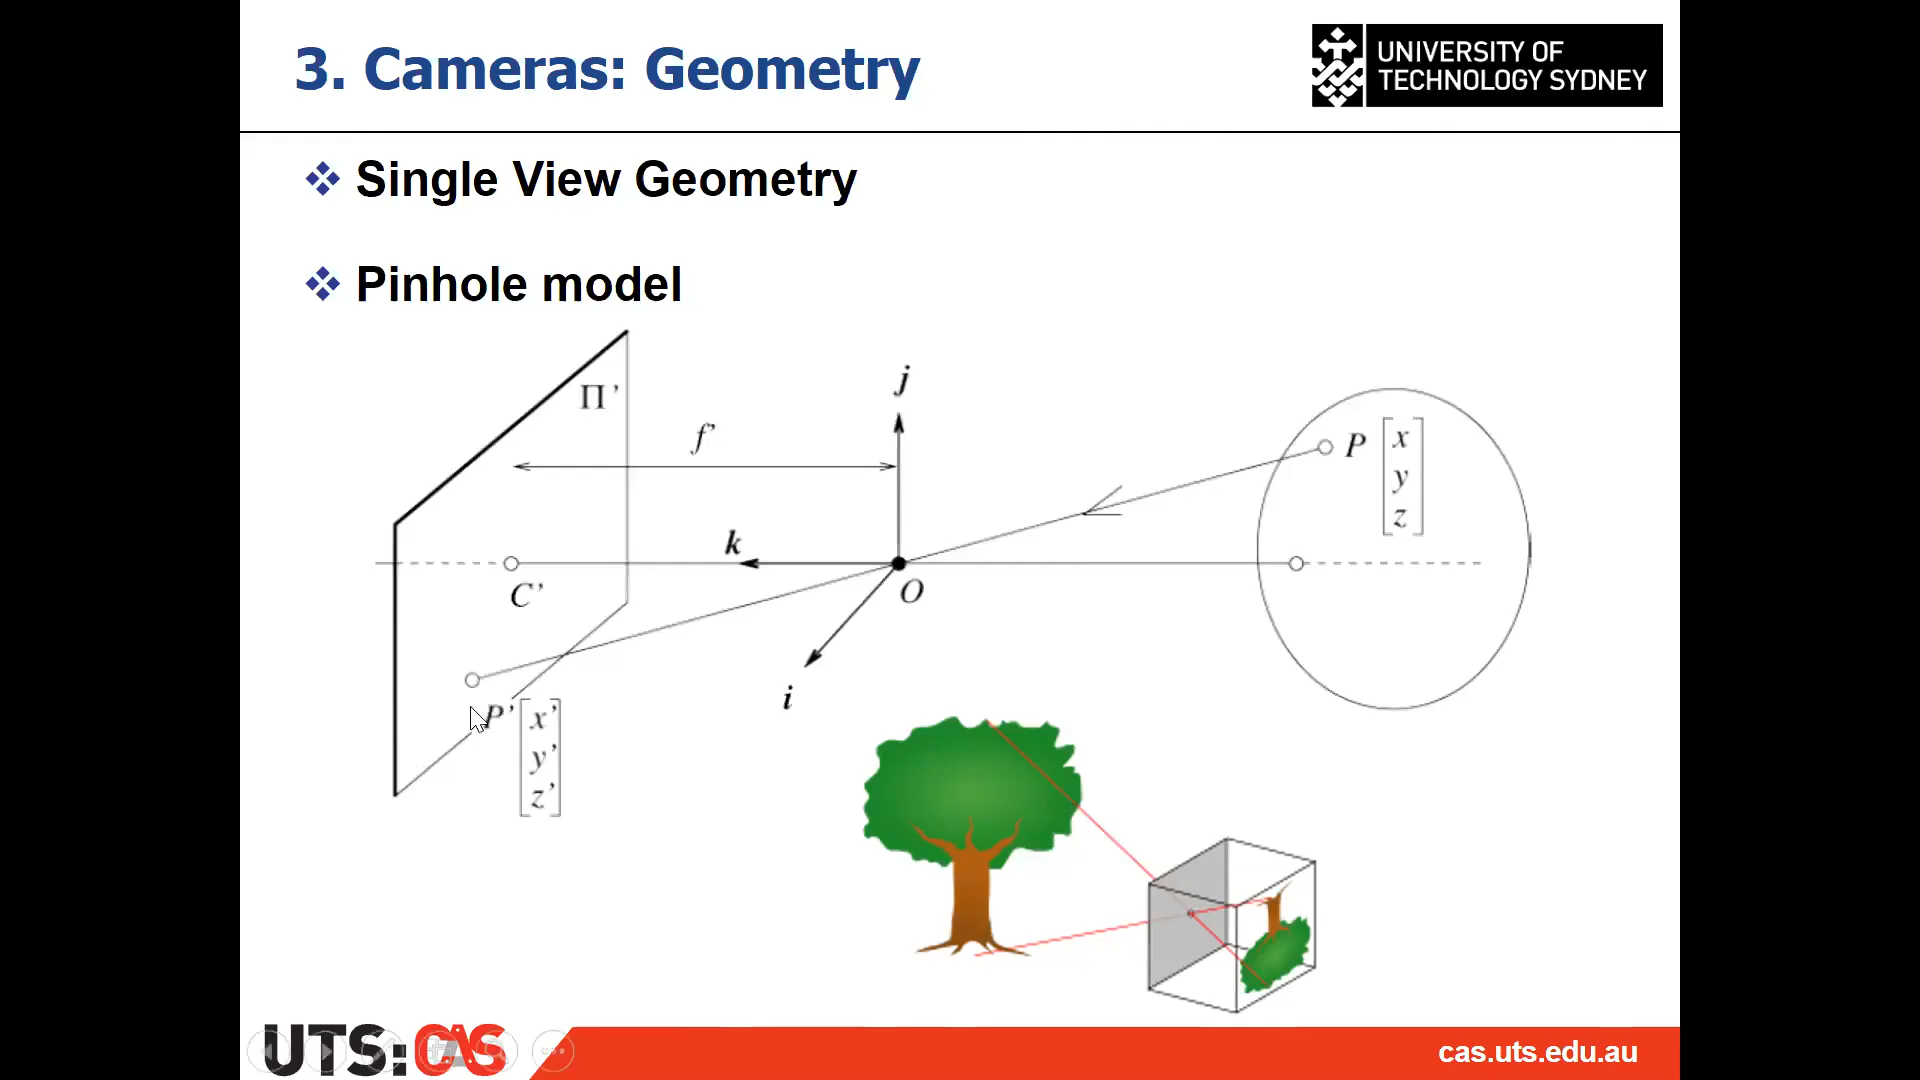 3. Cameras: Geometry
UNIVERSITY OF
TECHNOLOGY SYDNEY
Single View Geometry
Pinhole model
Π’
f’
j
k
C’
O
i
P
x
y
z
P’
x’
y’
z’
UTS:CAS
cas.uts.edu.au